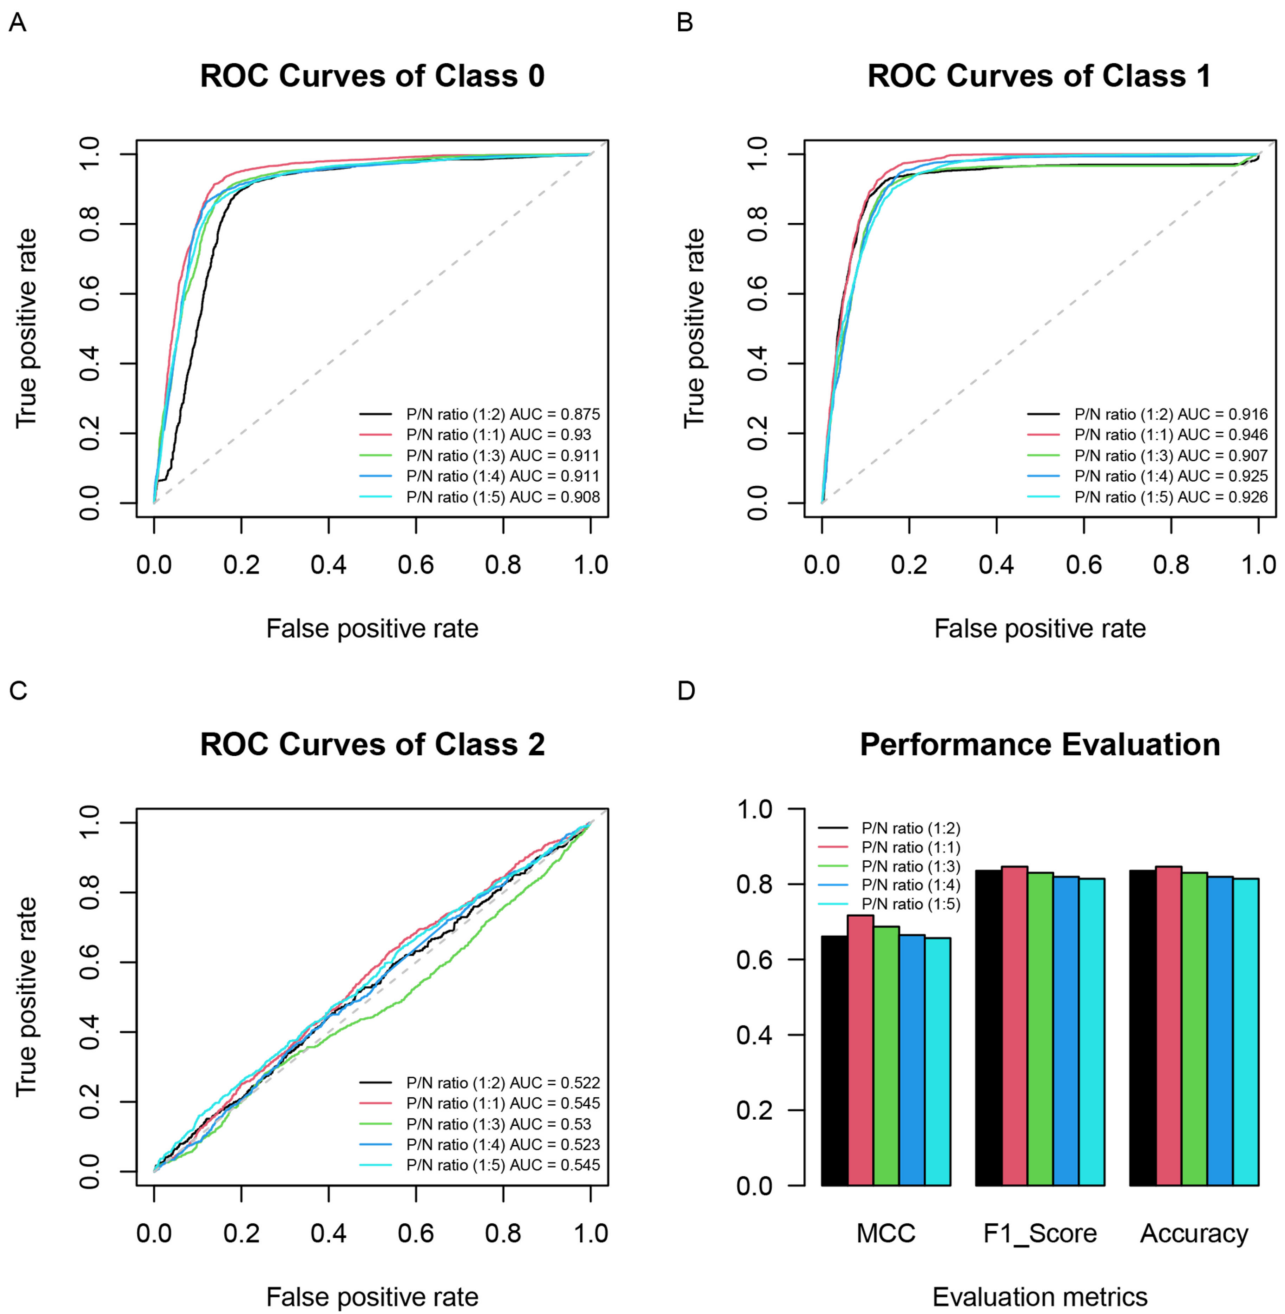 A
ROC Curves of Class 0
True positive rate
1.0
0.8
0.6
0.4
0.2
0.0
P/N ratio (1:2) AUC = 0.875
P/N ratio (1:1) AUC = 0.93
P/N ratio (1:3) AUC = 0.911
P/N ratio (1:4) AUC = 0.911
P/N ratio (1:5) AUC = 0.908
0.0 0.2 0.4 0.6 0.8 1.0
False positive rate
B
ROC Curves of Class 1
True positive rate
1.0
0.8
0.6
0.4
0.2
0.0
P/N ratio (1:2) AUC = 0.916
P/N ratio (1:1) AUC = 0.946
P/N ratio (1:3) AUC = 0.907
P/N ratio (1:4) AUC = 0.925
P/N ratio (1:5) AUC = 0.926
0.0 0.2 0.4 0.6 0.8 1.0
False positive rate
C
ROC Curves of Class 2
True positive rate
1.0
0.8
0.6
0.4
0.2
0.0
P/N ratio (1:2) AUC = 0.522
P/N ratio (1:1) AUC = 0.545
P/N ratio (1:3) AUC = 0.53
P/N ratio (1:4) AUC = 0.523
P/N ratio (1:5) AUC = 0.545
0.0 0.2 0.4 0.6 0.8 1.0
False positive rate
D
Performance Evaluation
1.0
0.8
0.6
0.4
0.2
0.0
P/N ratio (1:2)
P/N ratio (1:1)
P/N ratio (1:3)
P/N ratio (1:4)
P/N ratio (1:5)
MCC F1_Score Accuracy
Evaluation metrics